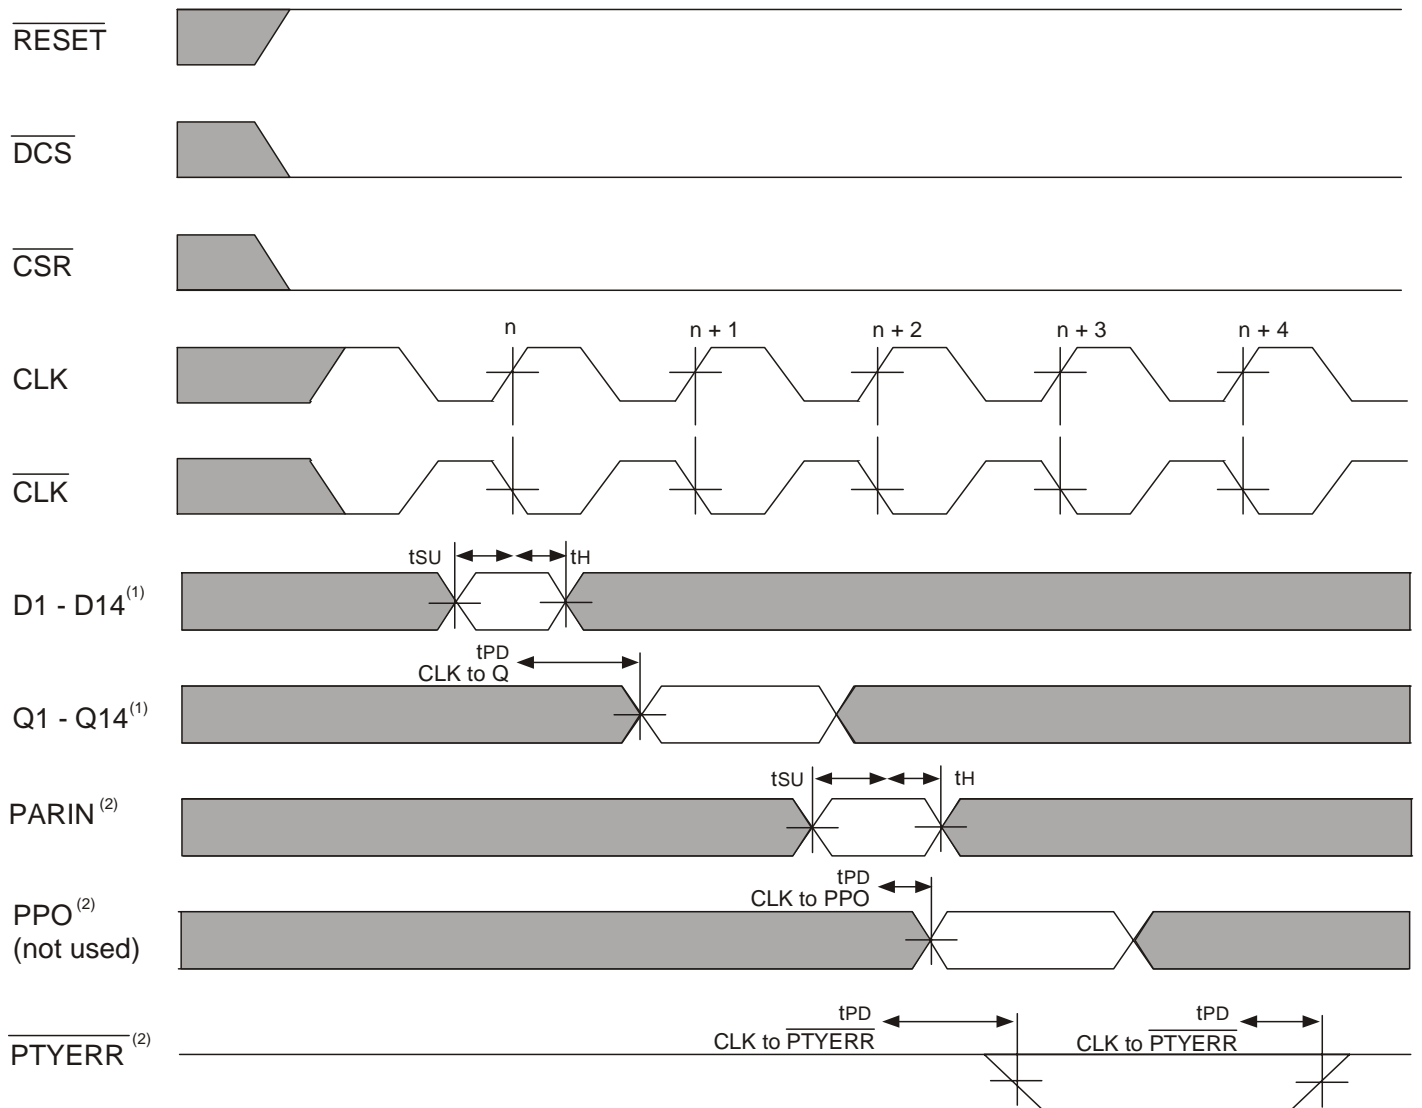 RESET
DCS
CSR
n
n + 1
n + 2
n + 3
n + 4
CLK
CLK
tSU
tH
D1 - D14(1)
tPD
CLK to Q
Q1 - Q14(1)
tSU
tH
PARIN(2)
tPD
CLK to PPO
PPO(2)
(not used)
tPD
CLK to PTYERR
tPD
CLK to PTYERR
PTYERR(2)